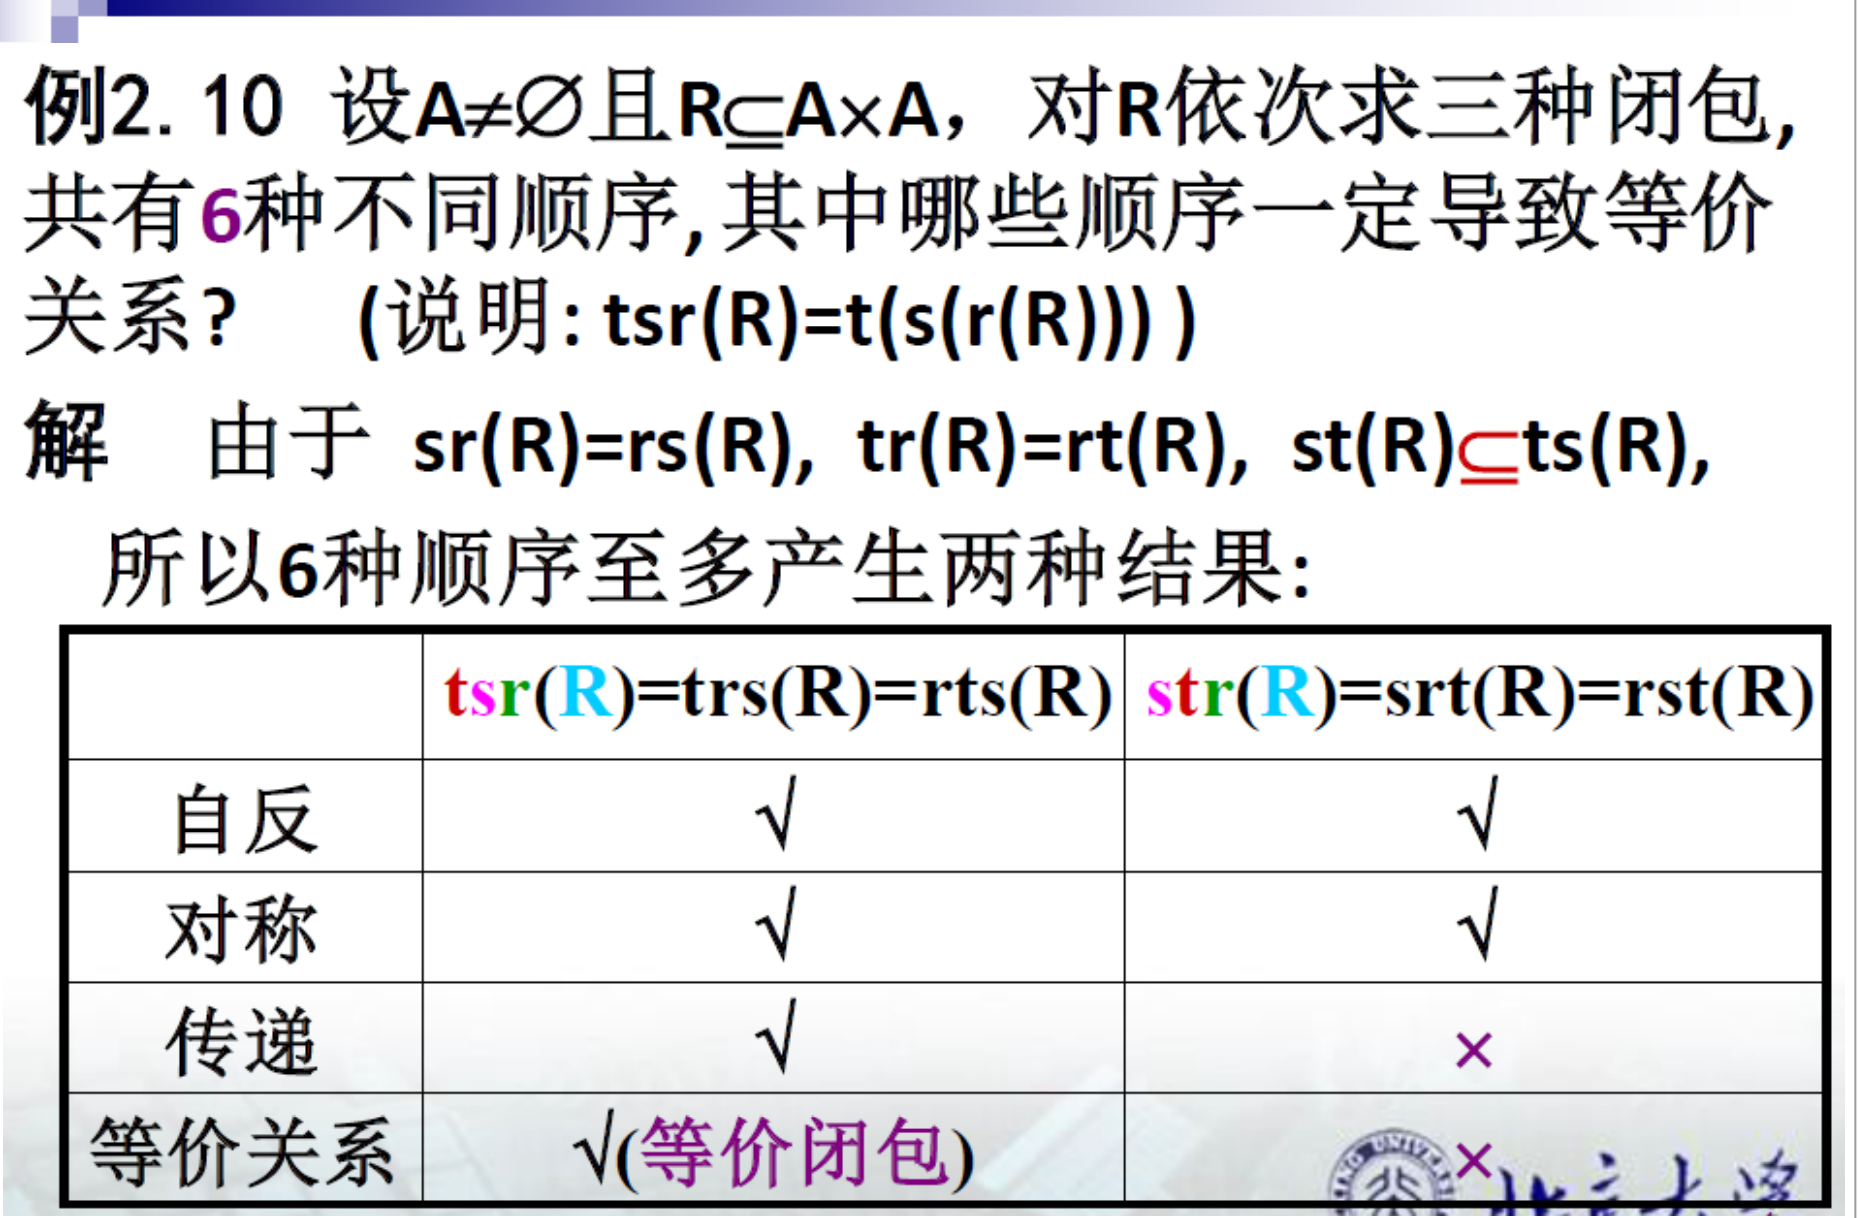 例2.10 设A≠∅且R⊆A×A，对R依次求三种闭包,
共有6种不同顺序,其中哪些顺序一定导致等价
关系? (说明: tsr(R)=t(s(r(R))) )
解 由于 sr(R)=rs(R), tr(R)=rt(R), st(R)⊆ts(R),
所以6种顺序至多产生两种结果:
tsr(R)=trs(R)=rts(R) str(R)=srt(R)=rst(R)
自反 √ √
对称 √ √
传递 √ ×
等价关系 √(等价闭包) ×